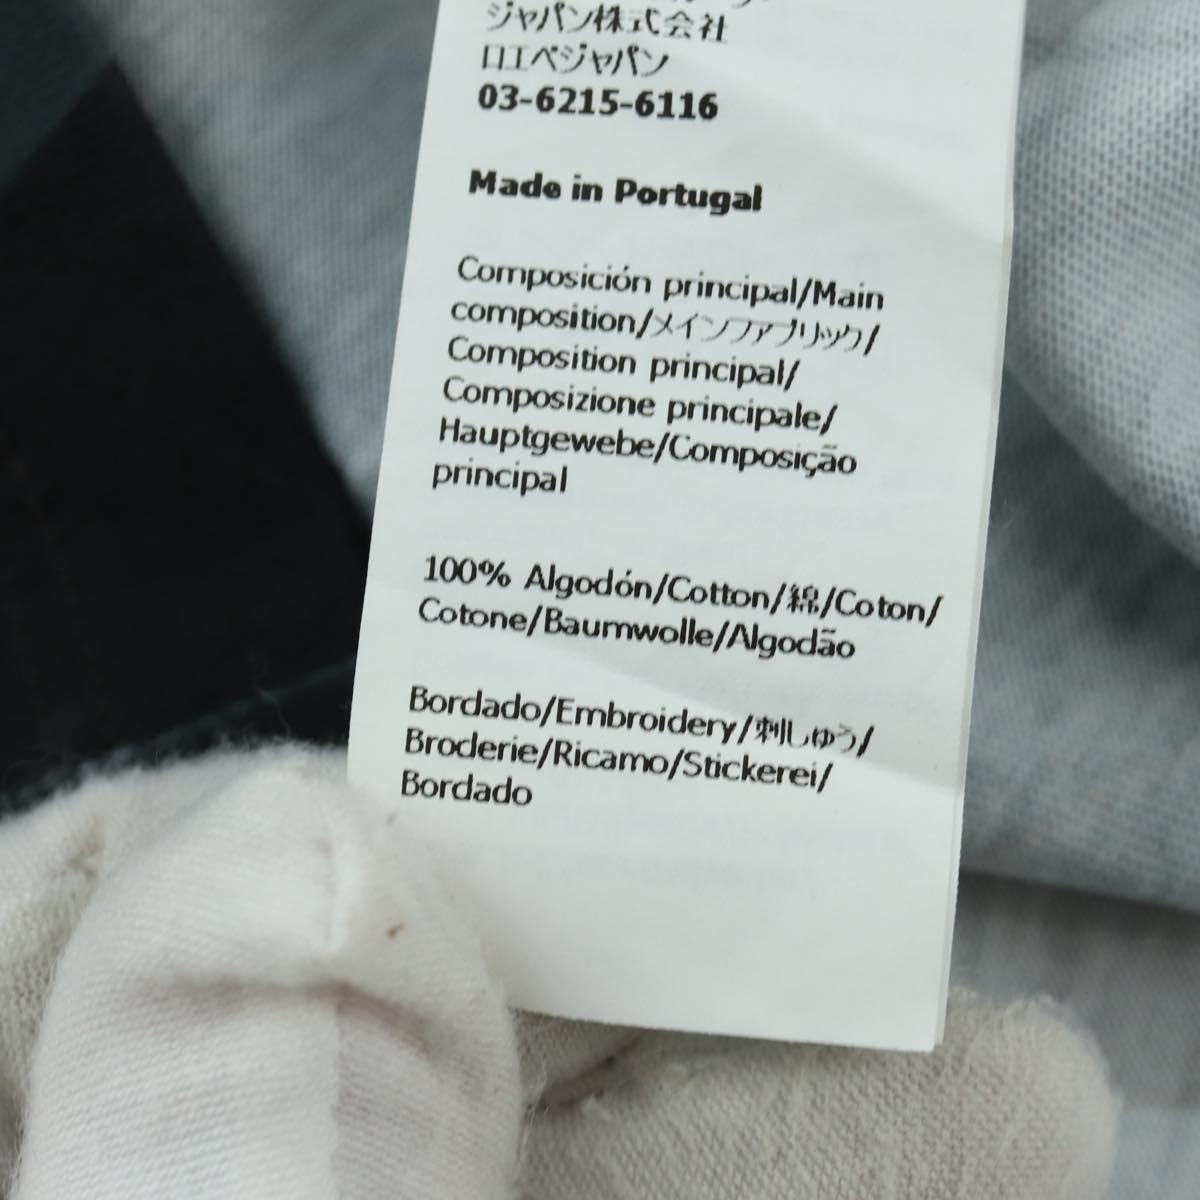 ジャパン株式会社
ロエベジャパン
03-6215-6116
Made in Portugal
Composición principal/Main
composition/メインファブリック/
Composition principal/
Composizione principale/
Hauptgewebe/Composição
principal
100% Algodón/Cotton/綿/Coton/
Cotone/Baumwolle/Algodão
Bordado/Embroidery/刺しゅう/
Broderie/Ricamo/Stickerei/
Bordado